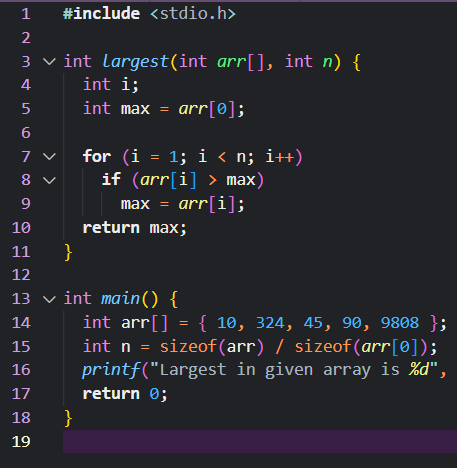 1 #include <stdio.h>
2
3 int largest(int arr[], int n) {
4 int i;
5 int max = arr[0];
6
7 for (i = 1; i < n; i++)
8 if (arr[i] > max)
9 max = arr[i];
10 return max;
11 }
12
13 int main() {
14 int arr[] = { 10, 324, 45, 90, 9808 };
15 int n = sizeof(arr) / sizeof(arr[0]);
16 printf("Largest in given array is %d",
17 return 0;
18 }
19